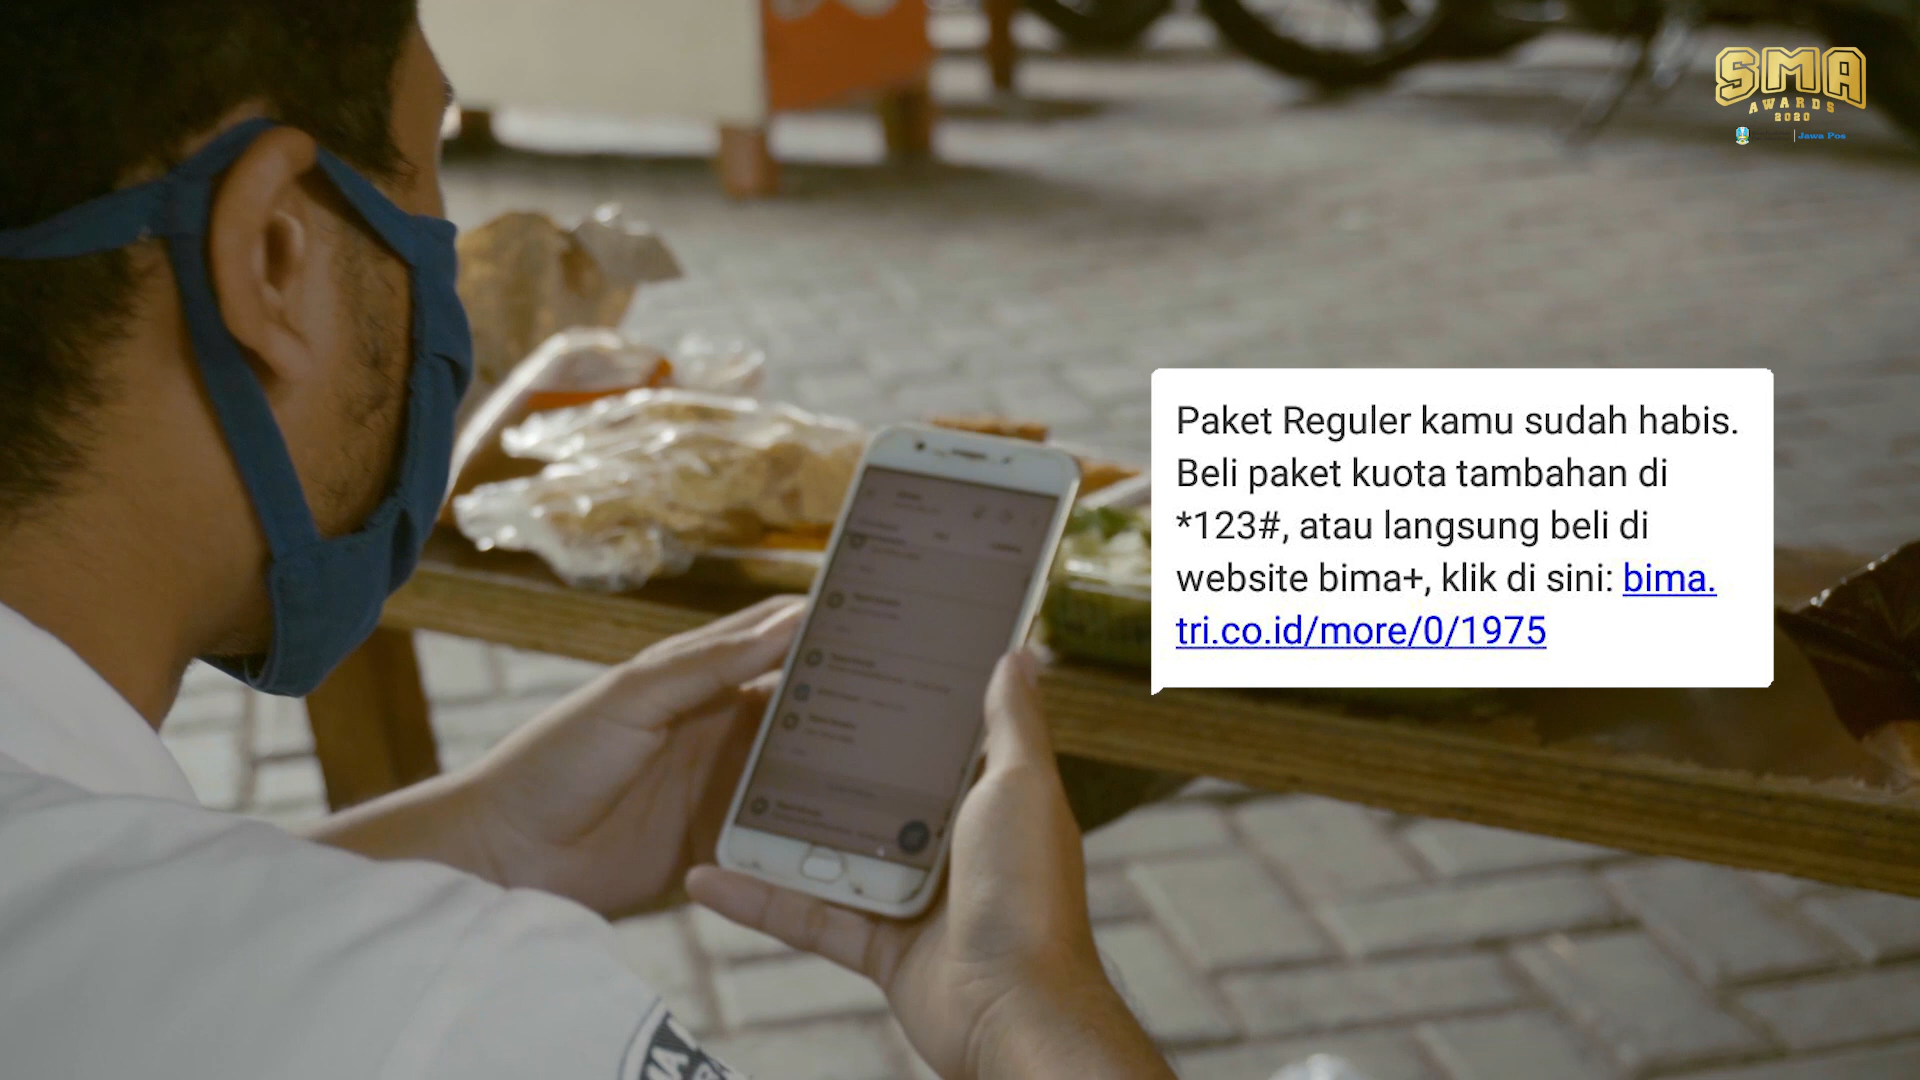 SMA
AWARDS
2020
Jawa Pos
Paket Reguler kamu sudah habis.
Beli paket kuota tambahan di
*123#, atau langsung beli di
website bima+, klik di sini: bima.
tri.co.id/more/0/1975